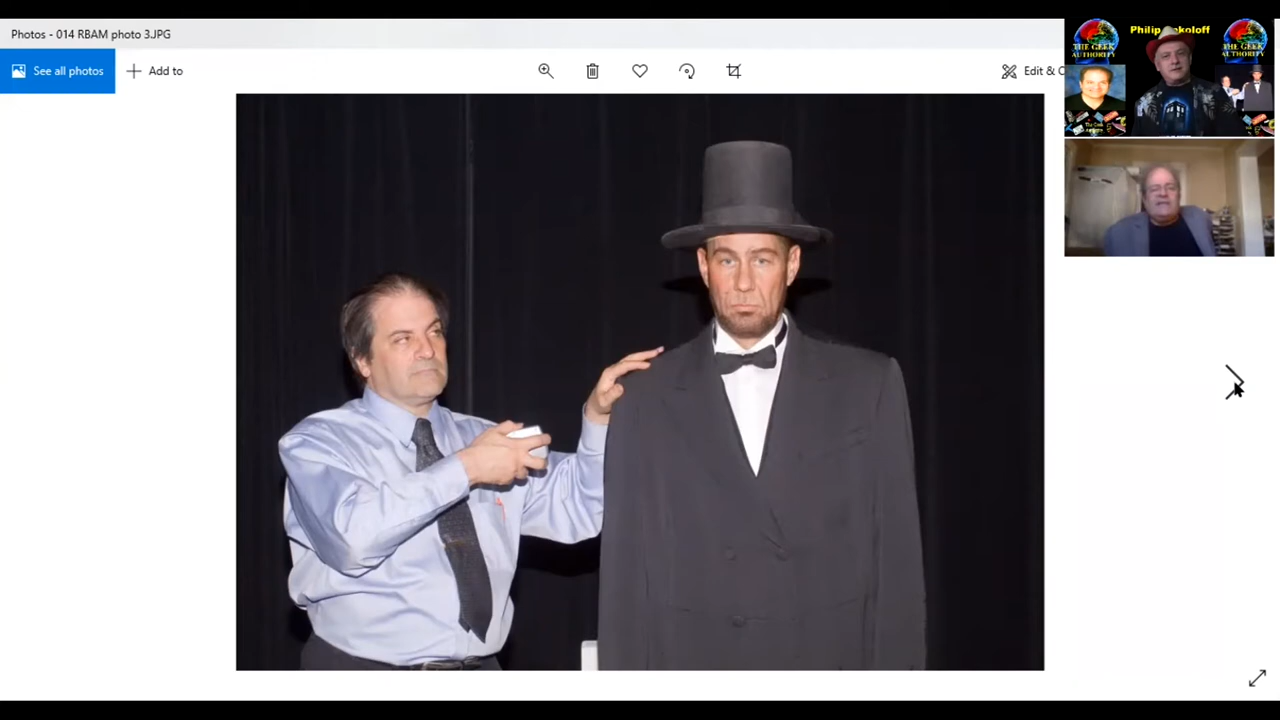 Photos - 014 RBAM photo 3.JPG
See all photos
Add to
Edit & C
Philip okoloff
THE GEEK
AUTHORITY
THE GEEK
AUTHORITY